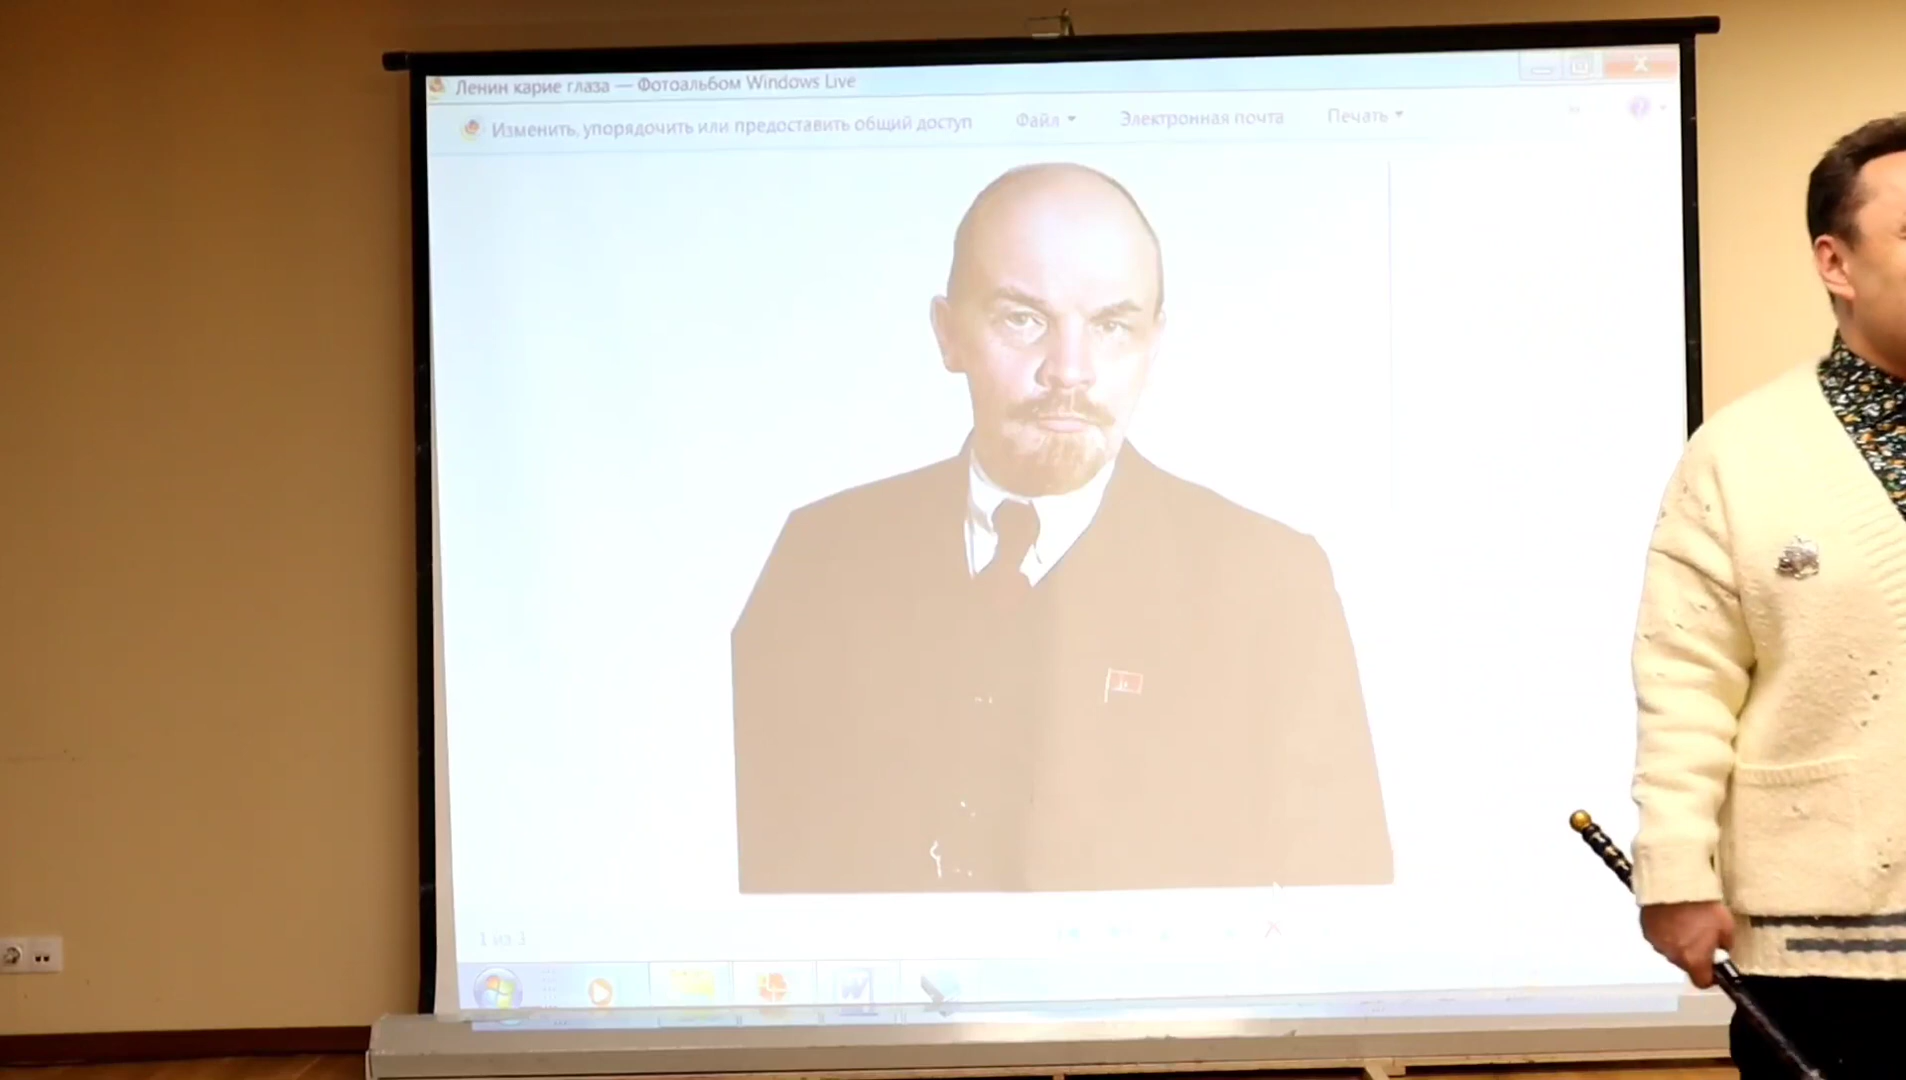 Ленин карие глаза — Фотоальбом Windows Live
Изменить, упорядочить или предоставить общий доступ Файл Электронная почта Печать
1 из 3
W